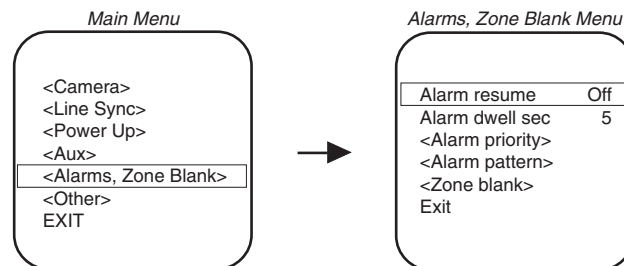 Main Menu
<Camera>
<Line Sync>
<Power Up>
<Aux>
<Alarms, Zone Blank>
<Other>
EXIT
Alarms, Zone Blank Menu
Alarm resume Off
Alarm dwell sec 5
<Alarm priority>
<Alarm pattern>
<Zone blank>
Exit